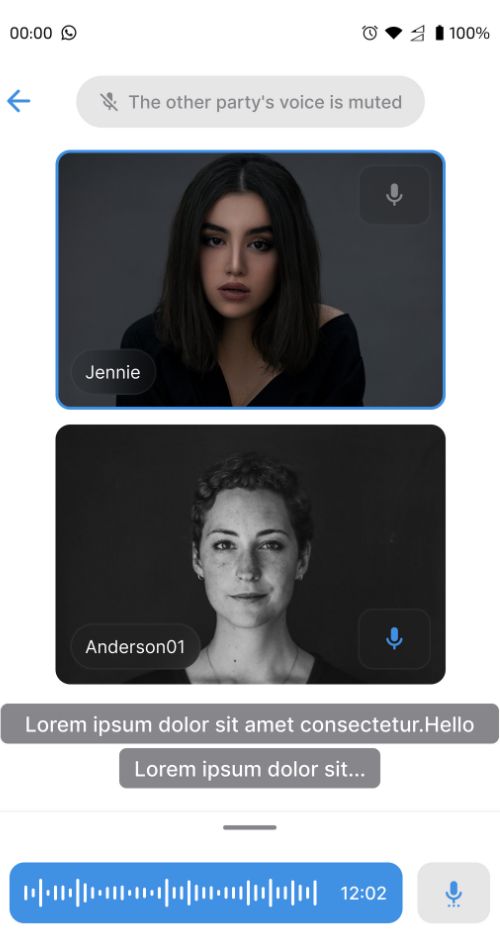 00:00
100%
The other party's voice is muted
Jennie
Anderson01
Lorem ipsum dolor sit amet consectetur.Hello
Lorem ipsum dolor sit...
12:02